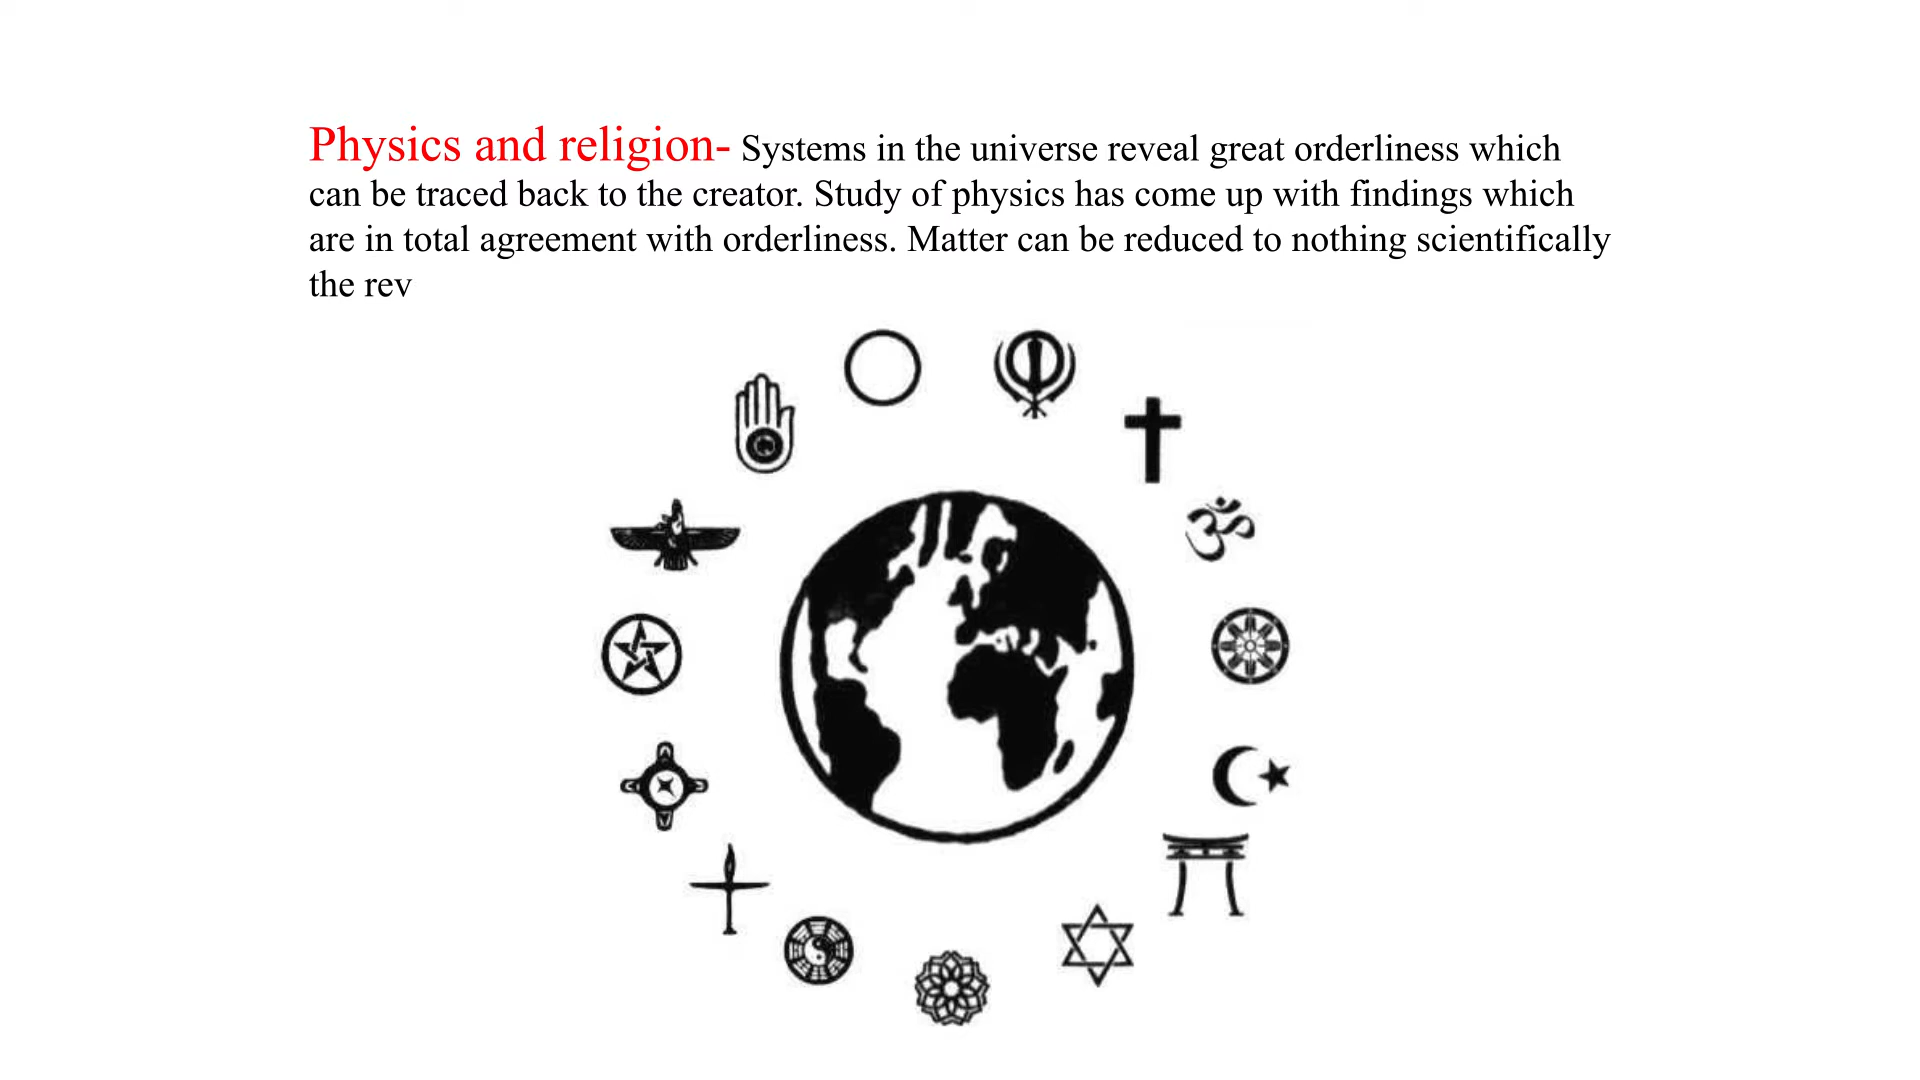 Physics and religion- Systems in the universe reveal great orderliness which
can be traced back to the creator. Study of physics has come up with findings which
are in total agreement with orderliness. Matter can be reduced to nothing scientifically
the rev
ॐ